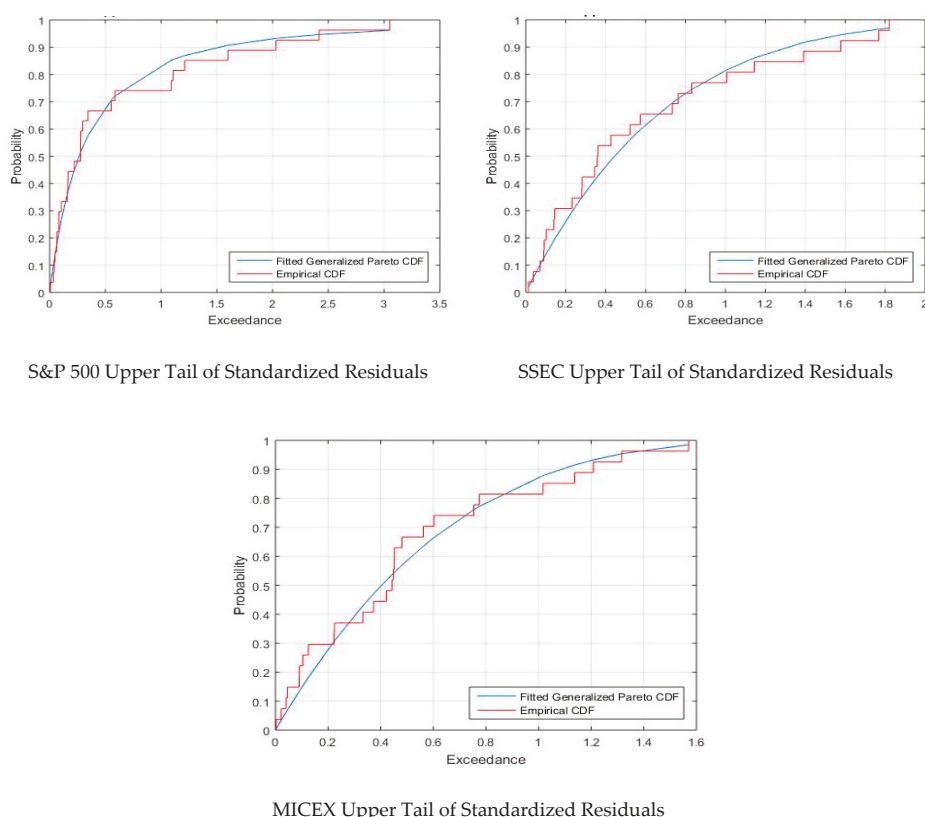 1
0.9
0.8
0.7
0.6
0.5
0.4
0.3
0.2
0.1
0
Probability
Fitted Generalized Pareto CDF
Empirical CDF
0 0.5 1 1.5 2 2.5 3 3.5
Exceedance
S&P 500 Upper Tail of Standardized Residuals
1
0.9
0.8
0.7
0.6
0.5
0.4
0.3
0.2
0.1
0
Probability
Fitted Generalized Pareto CDF
Empirical CDF
0 0.2 0.4 0.6 0.8 1 1.2 1.4 1.6 1.8 2
Exceedance
SSEC Upper Tail of Standardized Residuals
1
0.9
0.8
0.7
0.6
0.5
0.4
0.3
0.2
0.1
0
Probability
Fitted Generalized Pareto CDF
Empirical CDF
0 0.2 0.4 0.6 0.8 1 1.2 1.4 1.6
Exceedance
MICEX Upper Tail of Standardized Residuals